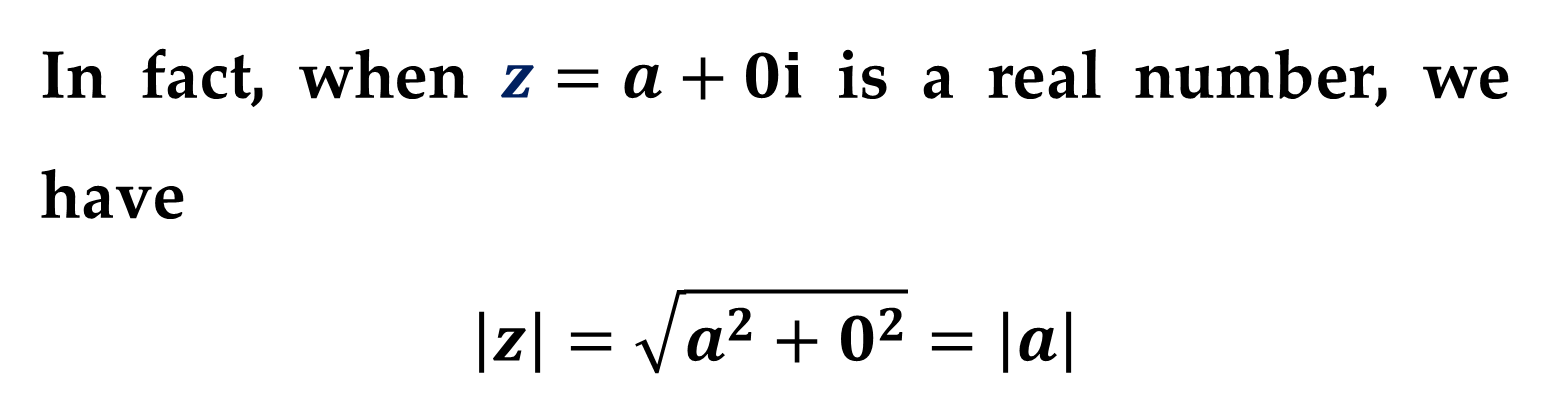 In fact, when z = a + 0i is a real number, we
have
|z| = √(a² + 0²) = |a|